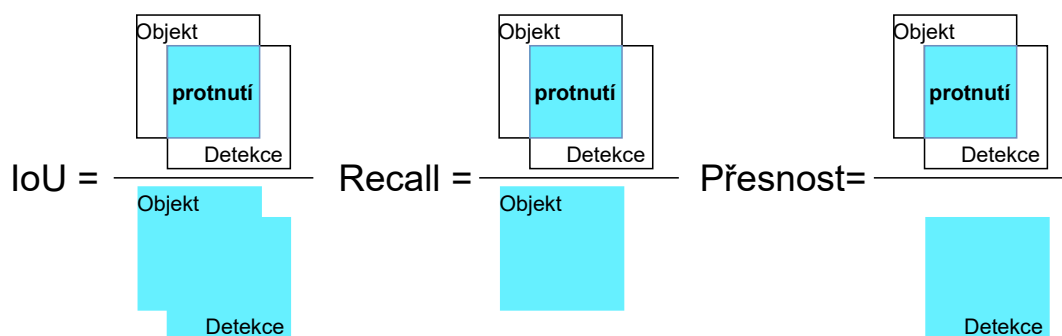 Objekt
protnutí
Detekce
IoU =
Objekt
Detekce
Objekt
protnutí
Detekce
Recall =
Objekt
Objekt
protnutí
Detekce
Přesnost=
Detekce